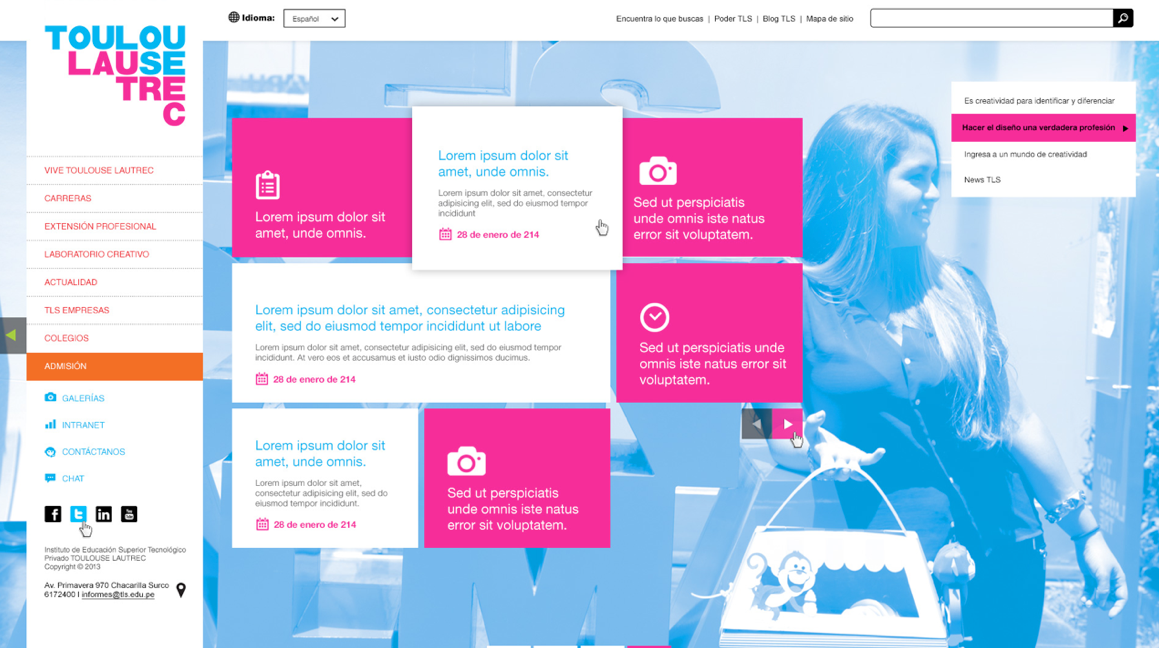 Idioma:
Español
Encuentra lo que buscas | Poder TLS | Blog TLS | Mapa de sitio
TOULOU
LAUSE
TREC
C
VIVE TOULOUSE LAUTREC
CARRERAS
EXTENSIÓN PROFESIONAL
LABORATORIO CREATIVO
ACTUALIDAD
TLS EMPRESAS
COLEGIOS
ADMISIÓN
GALERÍAS
INTRANET
CONTÁCTANOS
CHAT
Instituto de Educación Superior Tecnológico
Privado TOULOUSE LAUTREC
Copyright © 2013
Av. Primavera 970 Chacarilla Surco
6172400 I informes@tls.edu.pe
Lorem ipsum dolor sit
amet, unde omnis.
Lorem ipsum dolor sit
amet, unde omnis.
Lorem ipsum dolor sit amet. consectetur
adipisicing elit, sed do eiusmod tempor
incididunt
28 de enero de 214
Sed ut perspiciatis
unde omnis iste natus
error sit voluptatem.
Lorem ipsum dolor sit amet, consectetur adipisicing
elit, sed do eiusmod tempor incididunt ut labore
Lorem ipsum dolor sit amet, consectetur adipisicing elit, sed do eiusmod tempor
incididunt. At vero eos et accusamus et iusto odio dignissimos ducimus.
28 de enero de 214
Sed ut perspiciatis unde
omnis iste natus error sit
voluptatem.
Lorem ipsum dolor sit
amet, unde omnis.
Lorem ipsum dolor sit amet,
consectetur adipisicing elit, sed do
eiusmod tempor incididunt.
28 de enero de 214
Sed ut perspiciatis
unde omnis iste natus
error sit voluptatem.
Es creatividad para identificar y diferenciar
Hacer el diseño una verdadera profesión
Ingresa a un mundo de creatividad
News TLS